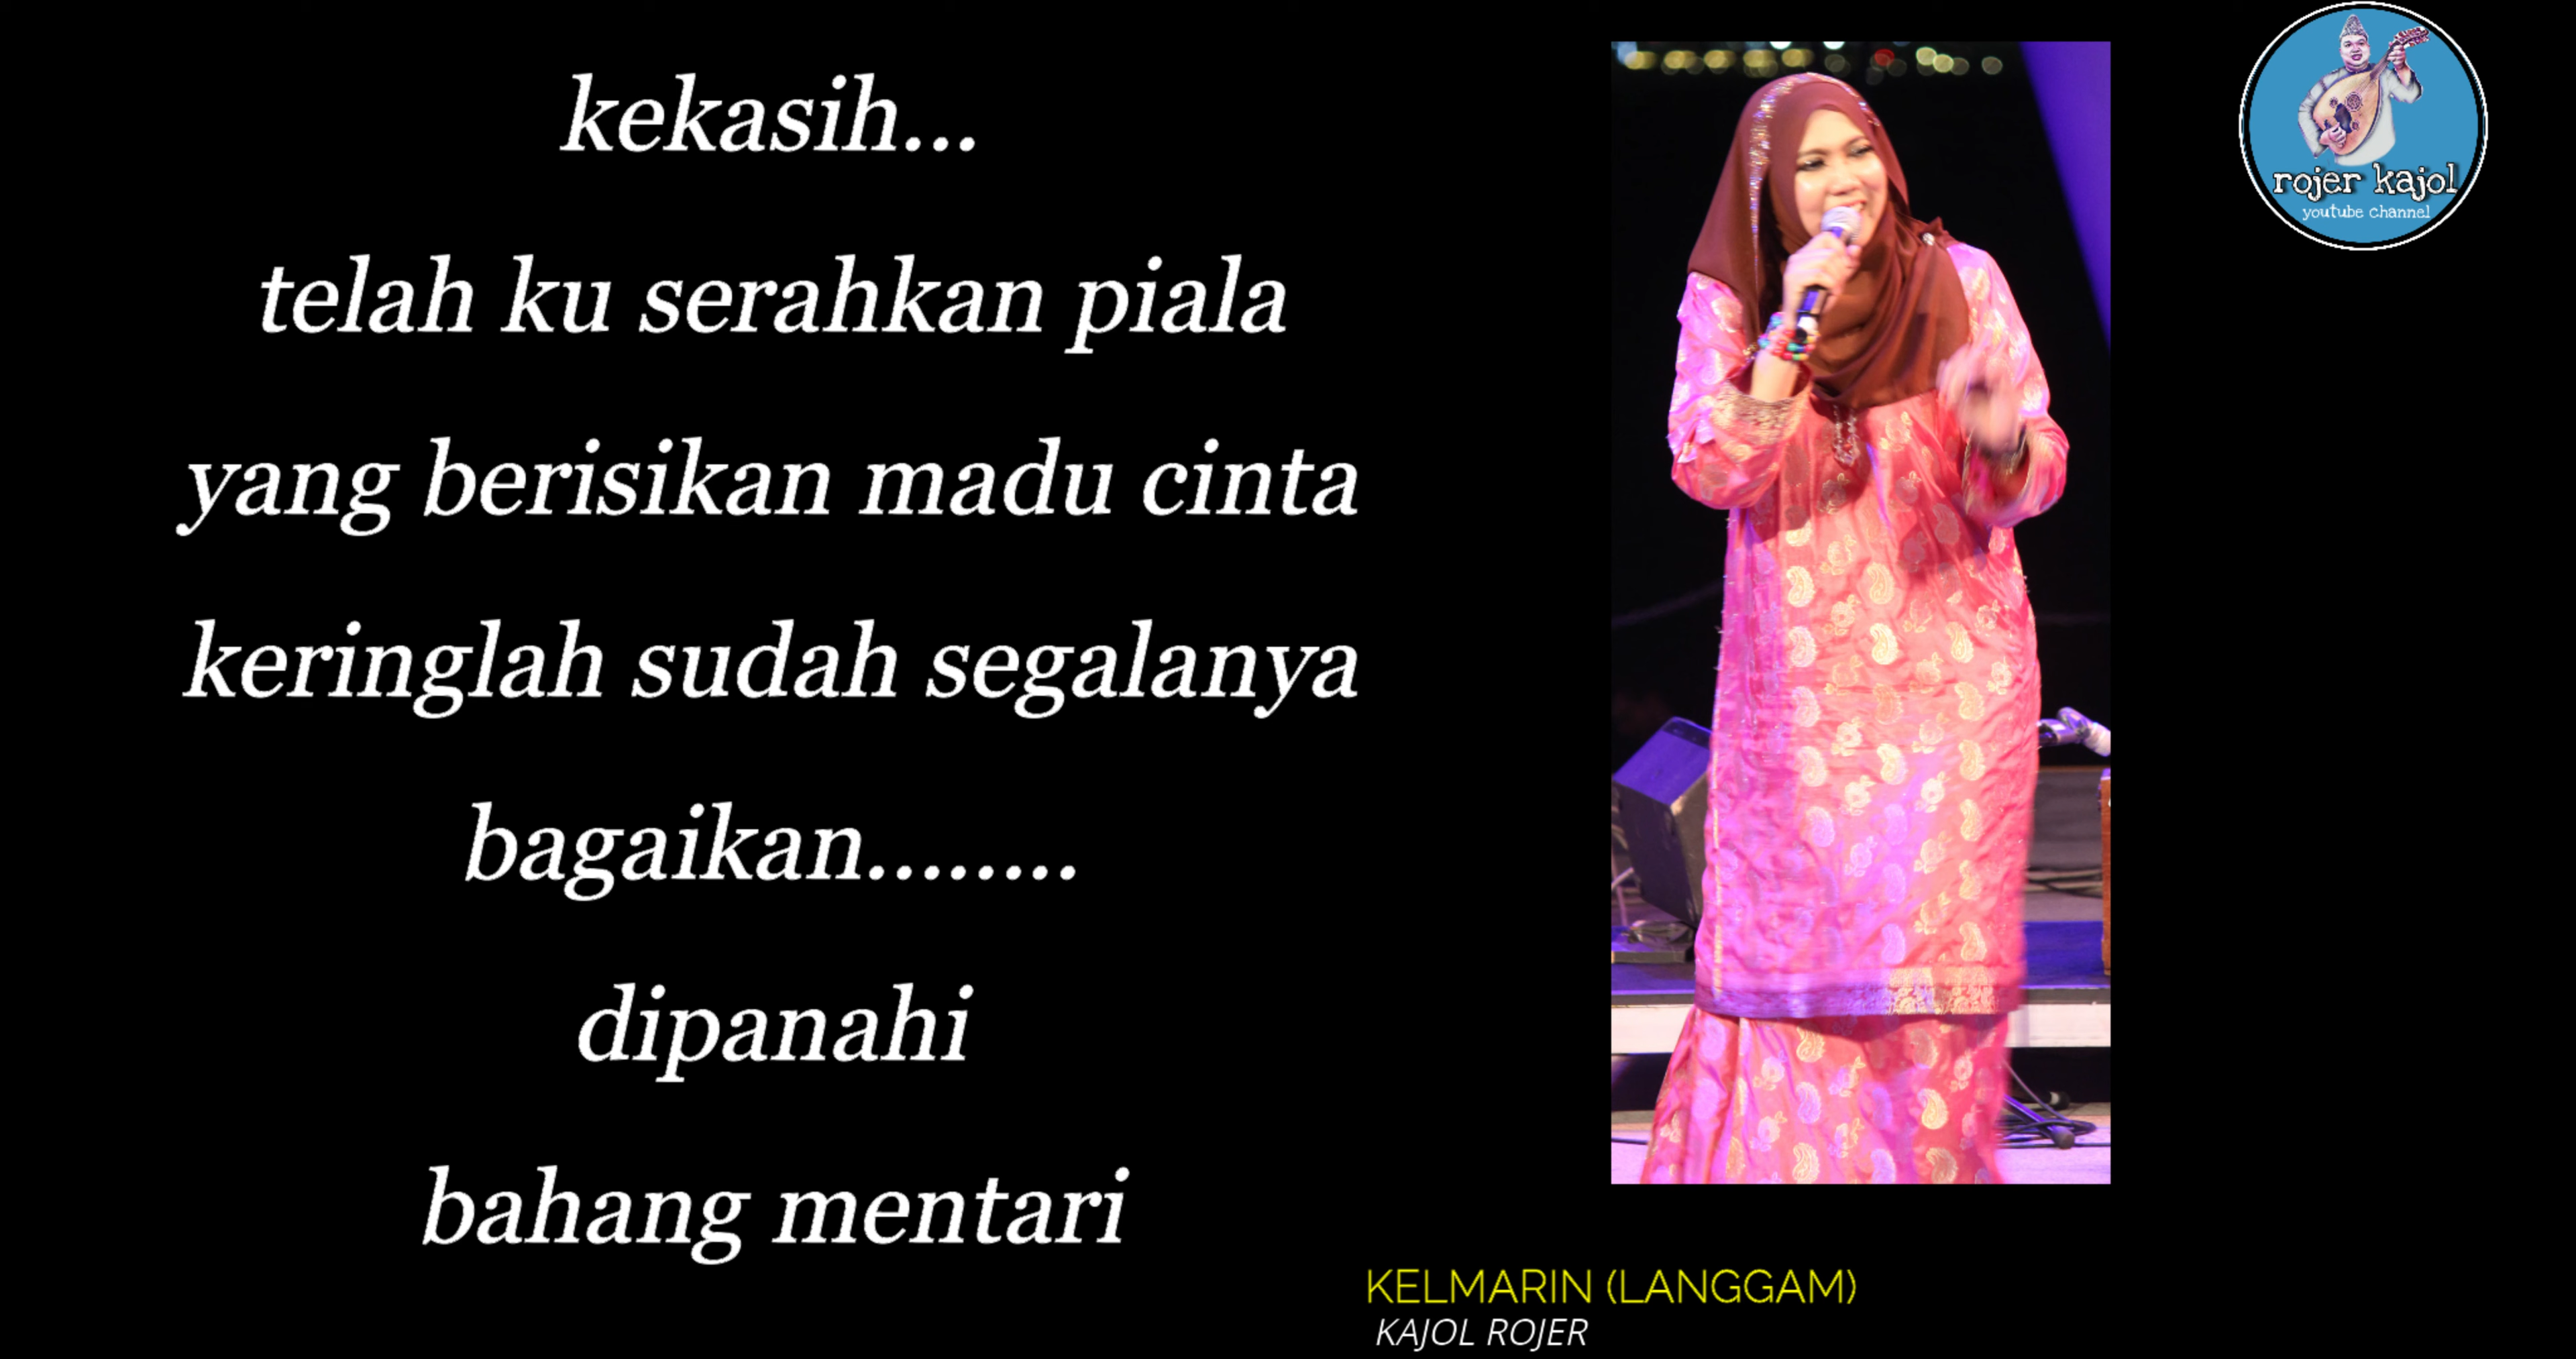 kekasih...
telah ku serahkan piala
yang berisikan madu cinta
keringlah sudah segalanya
bagaikan........
dipanahi
bahang mentari
rojer kajol
youtube channel
KELMARIN (LANGGAM)
KAJOL ROJER